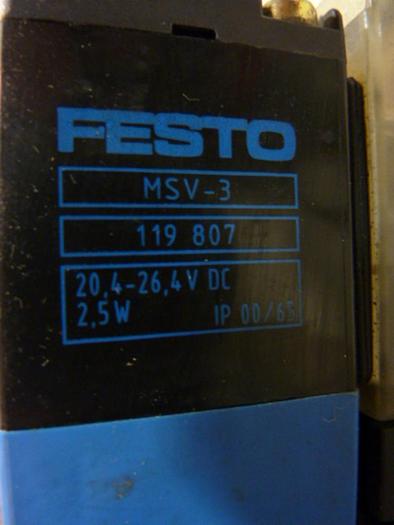 FESTO
MSV-3
119 807
20,4-26,4V DC
2,5W IP 00/65